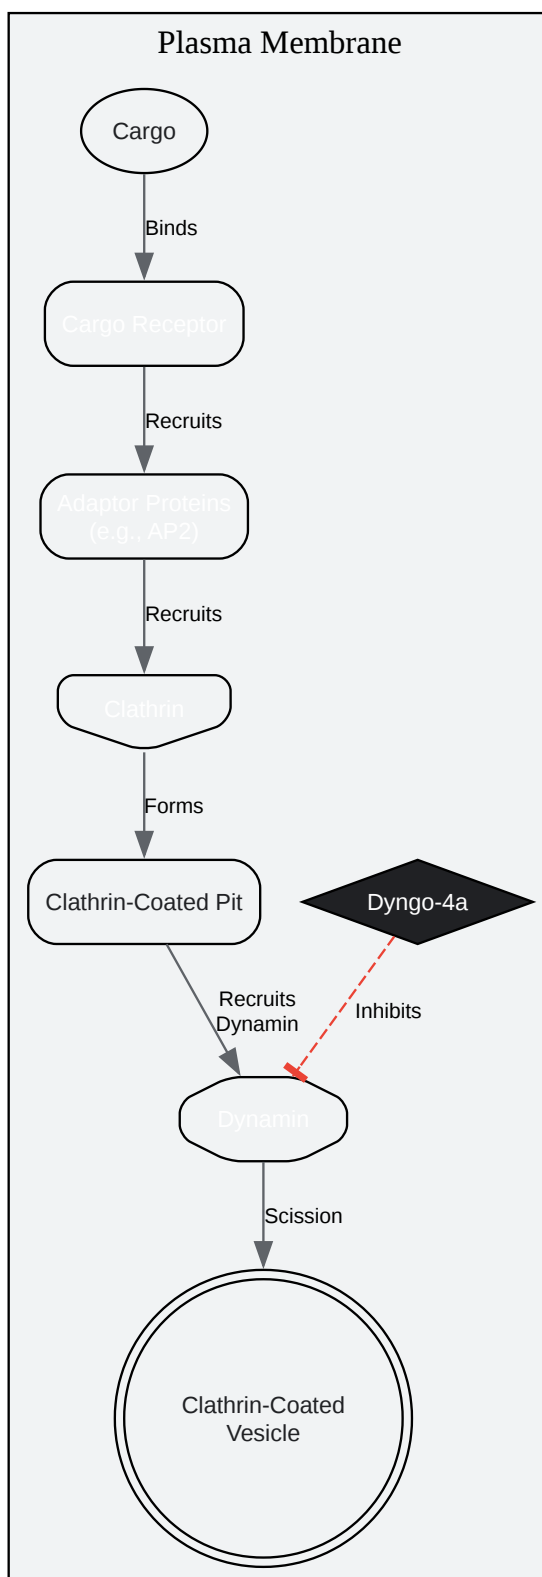 Plasma Membrane
Cargo
Binds
Cargo Receptor
Recruits
Adaptor Proteins
(e.g., AP2)
Recruits
Clathrin
Forms
Clathrin-Coated Pit
Dyngo-4a
Recruits
Dynamin
Inhibits
Dynamin
Scission
Clathrin-Coated
Vesicle